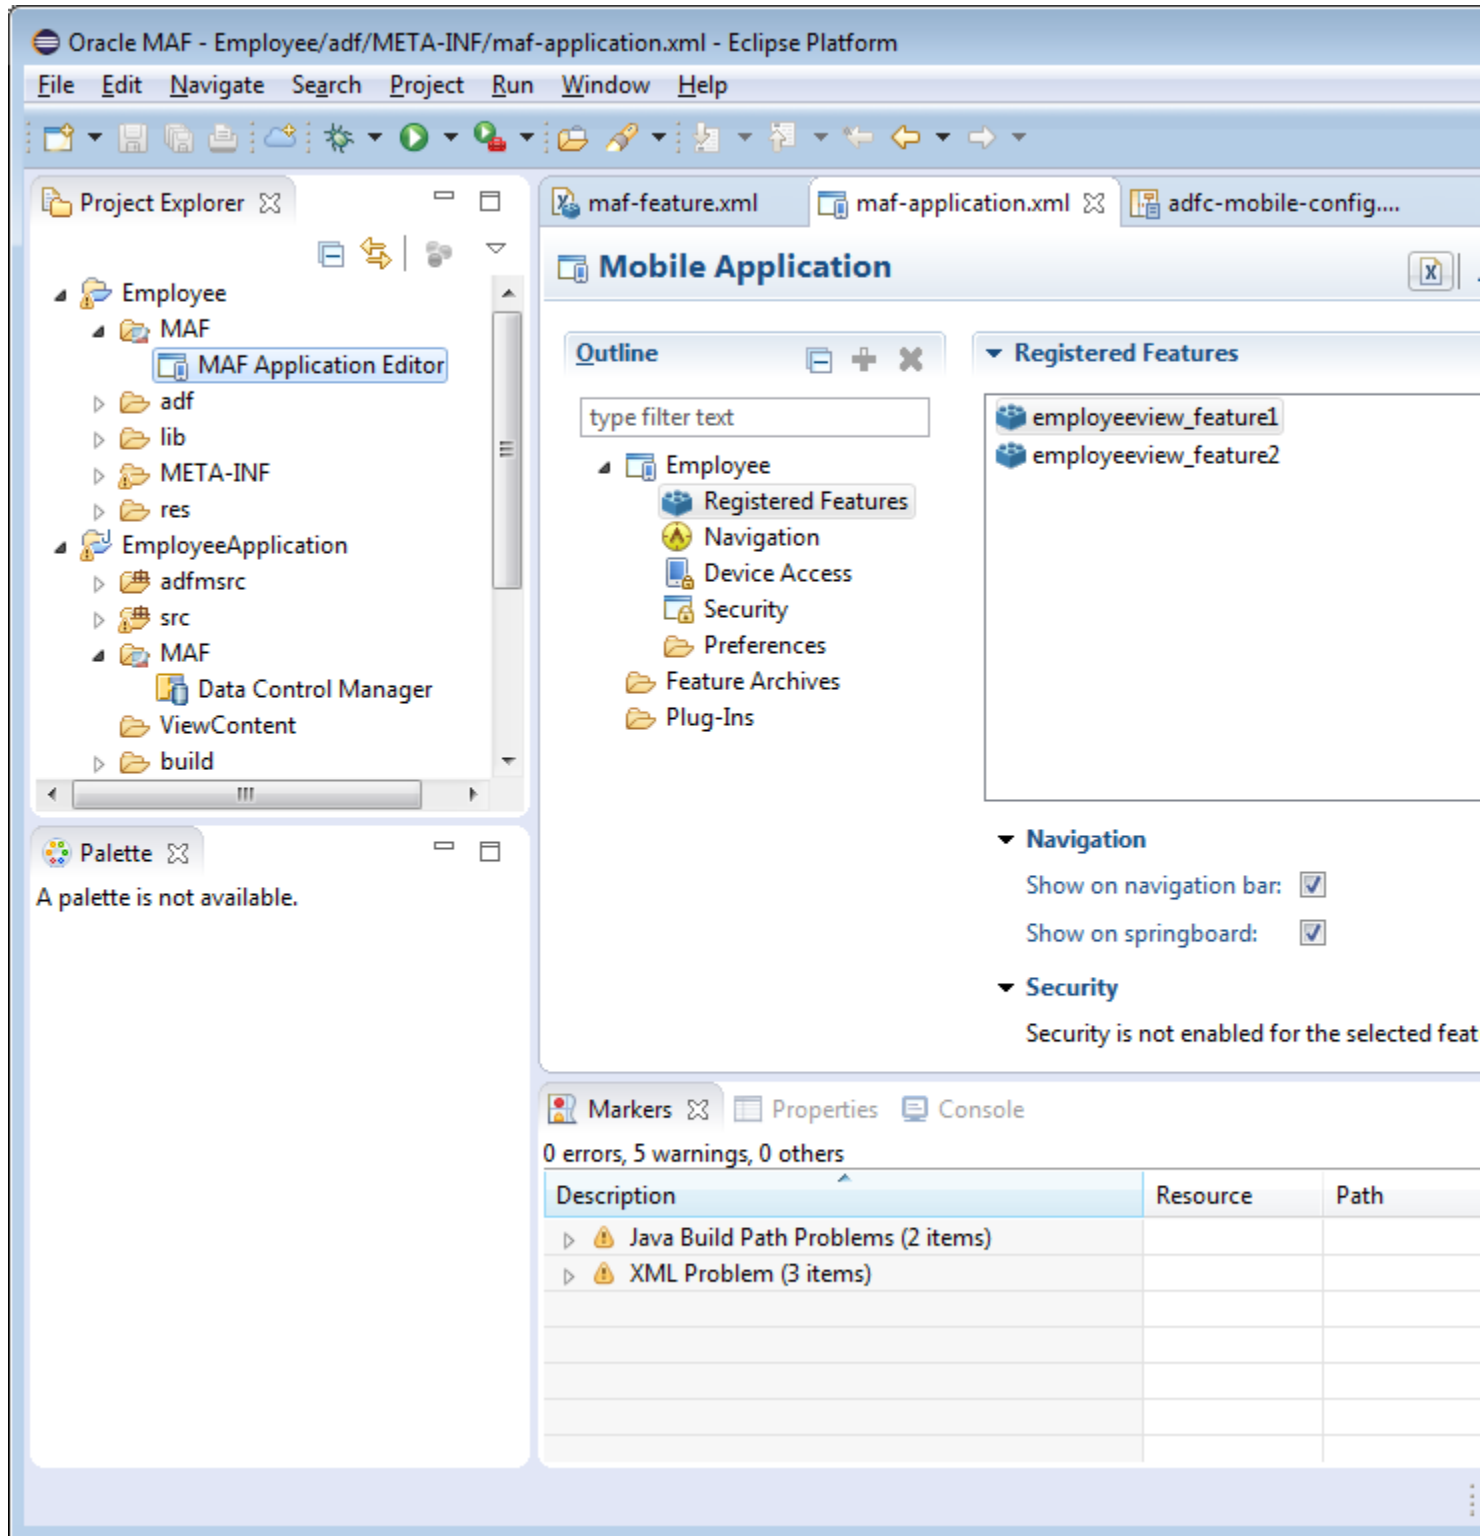 Oracle MAF - Employee/adf/META-INF/maf-application.xml - Eclipse Platform
File Edit Navigate Search Project Run Window Help
Project Explorer
Employee
MAF
MAF Application Editor
adf
lib
META-INF
res
EmployeeApplication
adfmsrc
src
MAF
Data Control Manager
ViewContent
build
Palette
A palette is not available.
maf-feature.xml maf-application.xml adfc-mobile-config....
Mobile Application
Outline
type filter text
Employee
Registered Features
Navigation
Device Access
Security
Preferences
Feature Archives
Plug-Ins
Registered Features
employeeview_feature1
employeeview_feature2
Navigation
Show on navigation bar:
Show on springboard:
Security
Security is not enabled for the selected feat
Markers Properties Console
0 errors, 5 warnings, 0 others
Description Resource Path
Java Build Path Problems (2 items)
XML Problem (3 items)